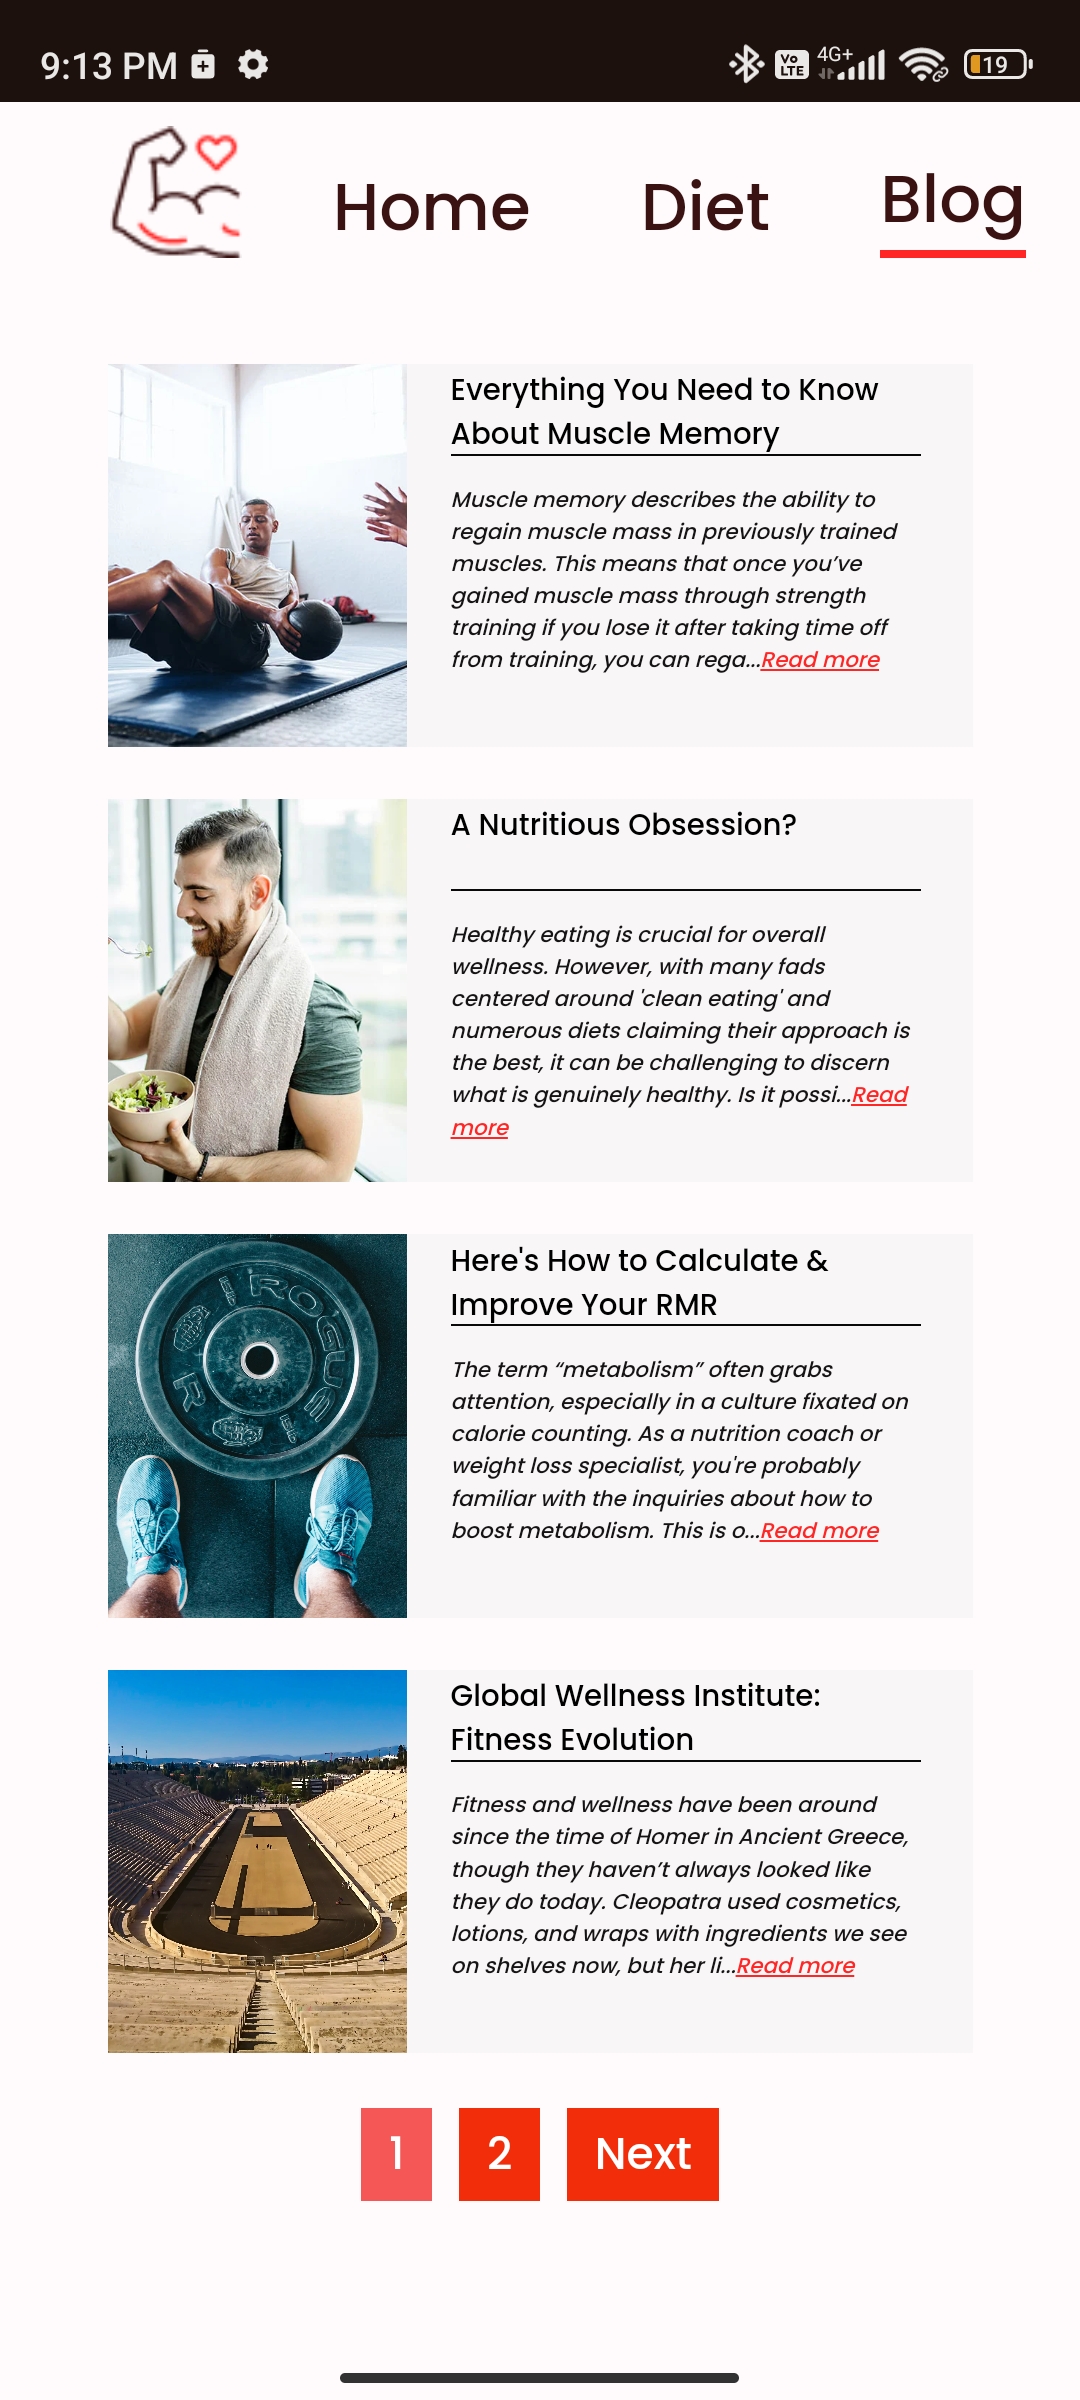 9:13 PM
Vo
LTE
4G+
19
Home
Diet
Blog
Everything You Need to Know
About Muscle Memory
Muscle memory describes the ability to
regain muscle mass in previously trained
muscles. This means that once you’ve
gained muscle mass through strength
training if you lose it after taking time off
from training, you can rega...Read more
A Nutritious Obsession?
Healthy eating is crucial for overall
wellness. However, with many fads
centered around 'clean eating' and
numerous diets claiming their approach is
the best, it can be challenging to discern
what is genuinely healthy. Is it possi...Read
more
ROGUE
R
Here's How to Calculate &
Improve Your RMR
The term “metabolism” often grabs
attention, especially in a culture fixated on
calorie counting. As a nutrition coach or
weight loss specialist, you're probably
familiar with the inquiries about how to
boost metabolism. This is o...Read more
Global Wellness Institute:
Fitness Evolution
Fitness and wellness have been around
since the time of Homer in Ancient Greece,
though they haven’t always looked like
they do today. Cleopatra used cosmetics,
lotions, and wraps with ingredients we see
on shelves now, but her li...Read more
1
2
Next